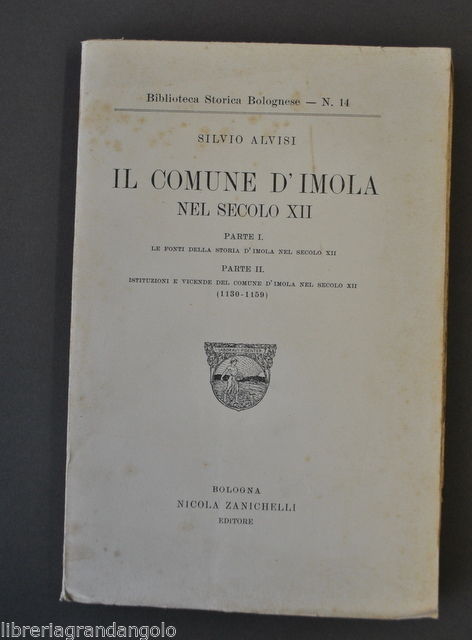 Biblioteca Storica Bolognese — N. 14
SILVIO ALVISI
IL COMUNE D'IMOLA
NEL SECOLO XII
PARTE I.
LE FONTI DELLA STORIA D'IMOLA NEL SECOLO XII
PARTE II.
ISTITUZIONI E VICENDE DEL COMUNE D'IMOLA NEL SECOLO XII
(1130-1159)
BOLOGNA
NICOLA ZANICHELLI
EDITORE
libreriagrandangolo